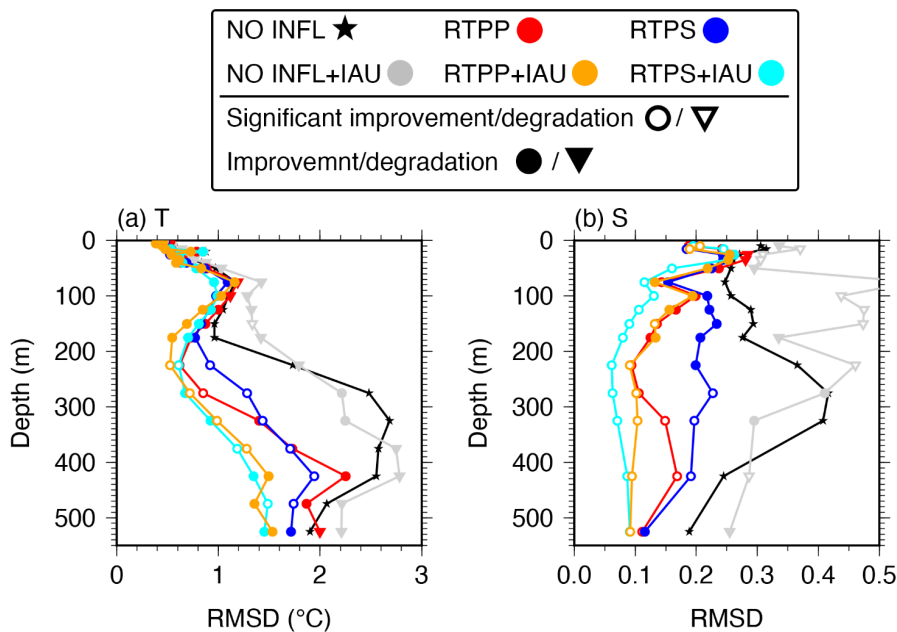 NO INFL RTPP RTPS
NO INFL+IAU RTPP+IAU RTPS+IAU
Significant improvement/degradation /
Improvemnt/degradation /
(a) T (b) S
0 0
100 100
200 200
300 300
400 400
500 500
Depth (m) Depth (m)
0 1 2 3 0.0 0.1 0.2 0.3 0.4 0.5
RMSD (°C) RMSD